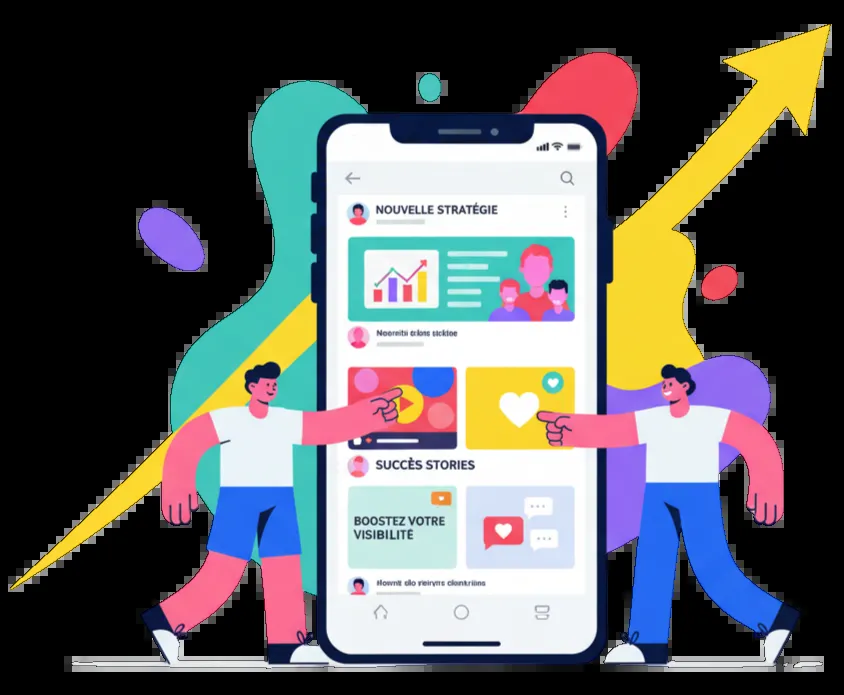 NOUVELLE STRATÉGIE
SUCCÈS STORIES
BOOSTEZ VOTRE
VISIBILITÉ